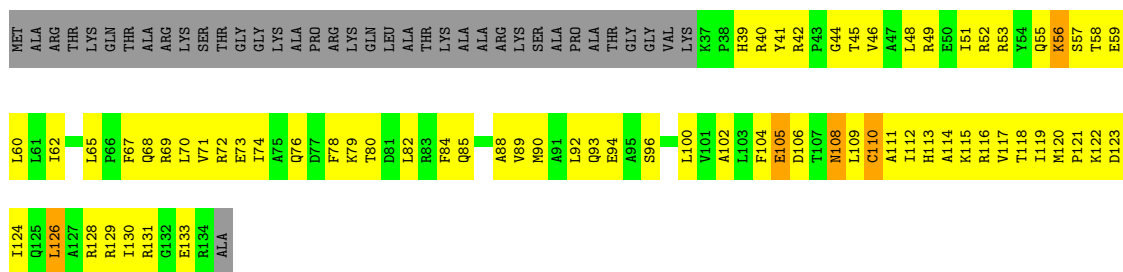 MET ALA ARG THR LYS GLN THR ALA ARG LYS SER THR GLY GLY LYS ALA PRO ARG LYS GLN LEU ALA THR LYS ALA ALA ARG LYS SER ALA PRO ALA THR GLY GLY VAL LYS K37 P38 H39 R40 Y41 R42 P43 G44 T45 V46 A47 L48 R49 E50 I51 R52 R53 Y54 Q55 K56 S57 T58 E59
L60 L61 I62 L65 P66 F67 Q68 R69 L70 V71 R72 E73 I74 A75 Q76 D77 F78 K79 T80 D81 L82 R83 F84 Q85 A88 V89 M90 A91 L92 Q93 E94 A95 S96 L100 V101 A102 L103 F104 E105 D106 T107 N108 L109 C110 A111 I112 H113 A114 K115 R116 V117 T118 I119 M120 P121 K122 D123
I124 Q125 L126 A127 R128 R129 I130 R131 G132 E133 R134 ALA